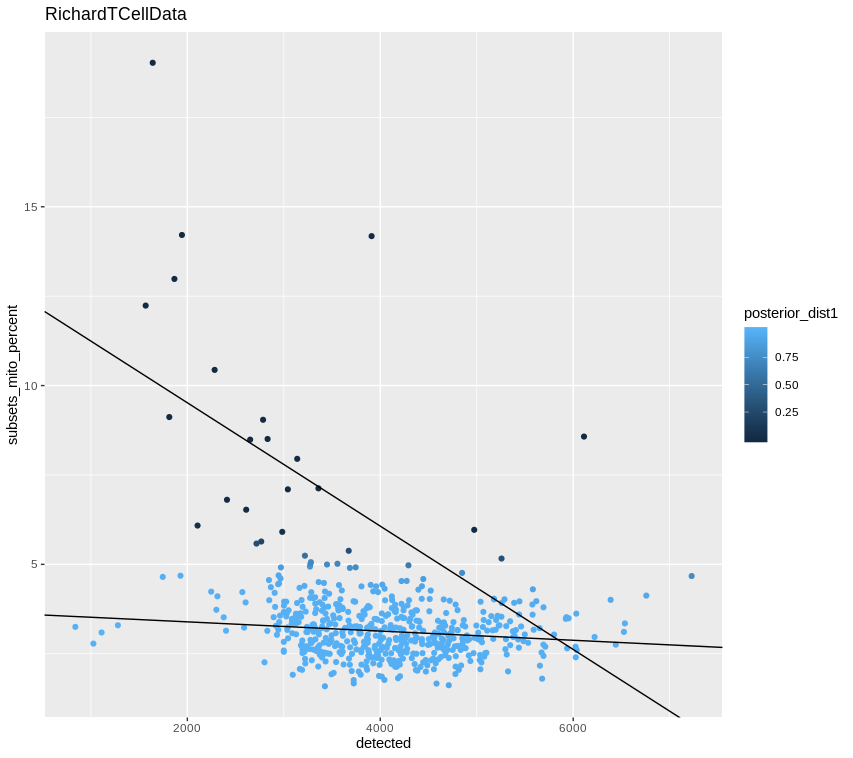 RichardTCellData
subsets_mito_percent
15
10
5
2000
4000
6000
detected
posterior_dist1
0.75
0.50
0.25